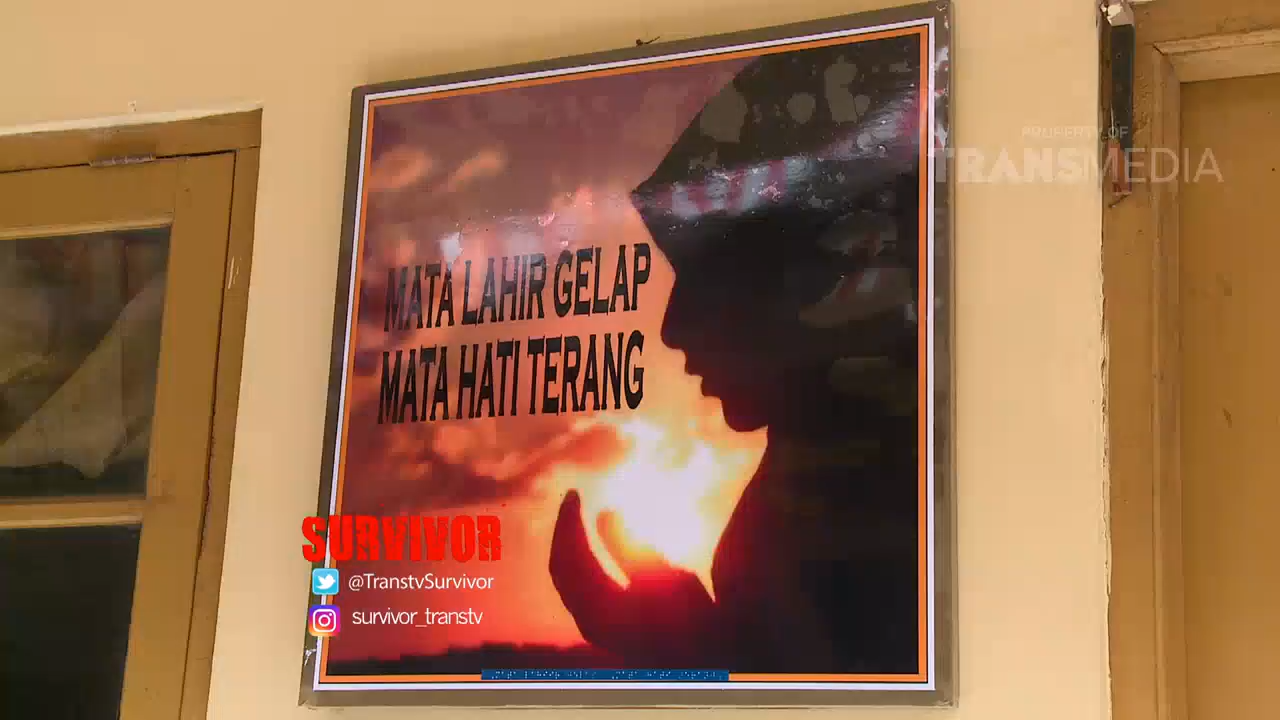 PROPERTY OF
TRANSMEDIA
MATA LAHIR GELAP
MATA HATI TERANG
SURVIVOR
@TranstvSurvivor
survivor_transtv